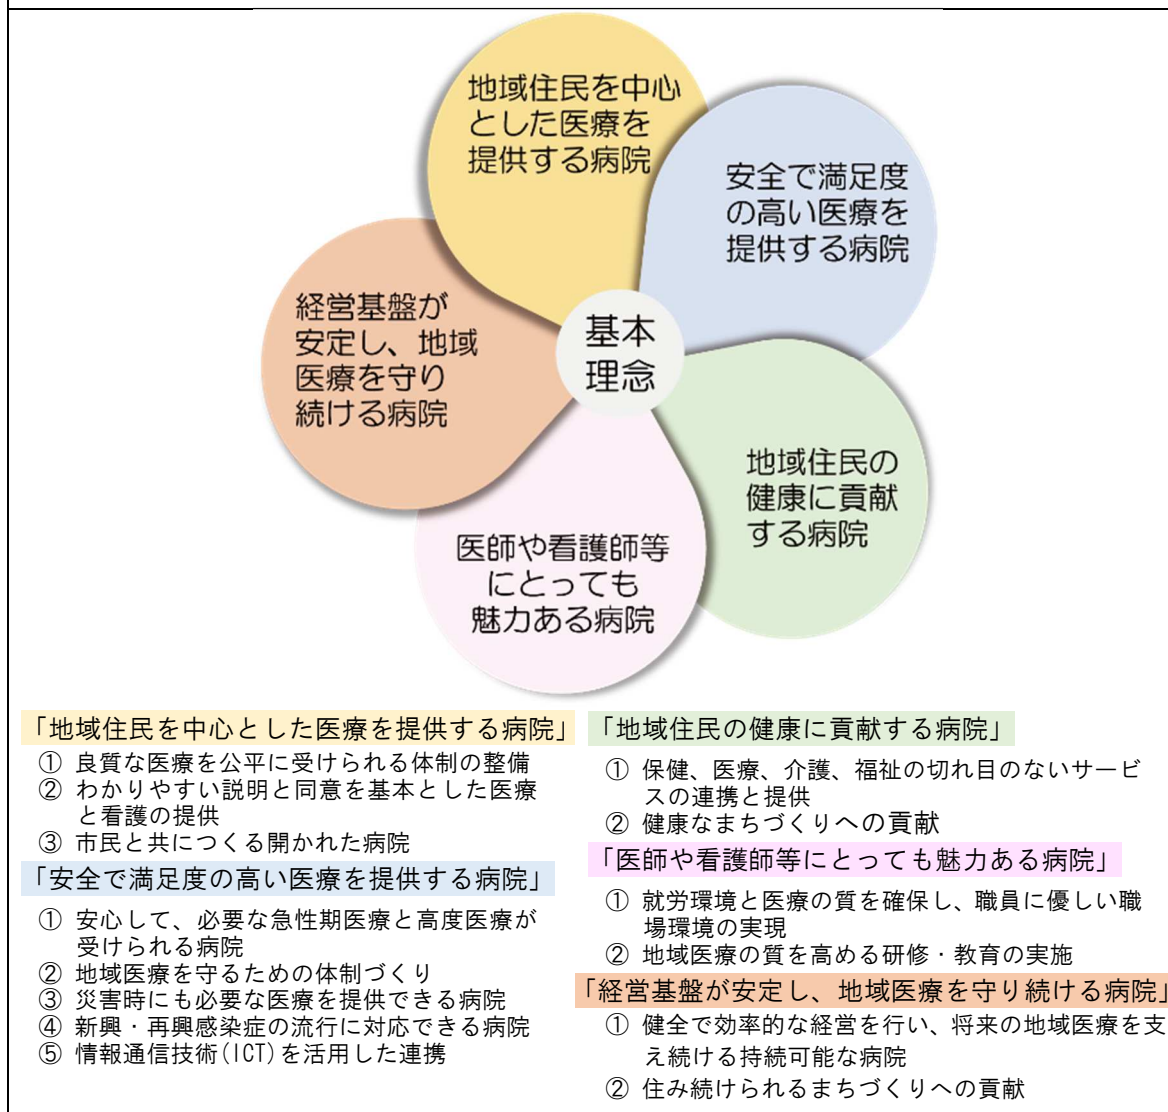 地域住民を中心
とした医療を
提供する病院
安全で満足度
の高い医療を
提供する病院
経営基盤が
安定し、地域
医療を守り
続ける病院
基本
理念
地域住民の
健康に貢献
する病院
医師や看護師等
にとっても
魅力ある病院
「地域住民を中心とした医療を提供する病院」
① 良質な医療を公平に受けられる体制の整備
② わかりやすい説明と同意を基本とした医療
と看護の提供
③ 市民と共につくる開かれた病院
「安全で満足度の高い医療を提供する病院」
① 安心して、必要な急性期医療と高度医療が
受けられる病院
② 地域医療を守るための体制づくり
③ 災害時にも必要な医療を提供できる病院
④ 新興・再興感染症の流行に対応できる病院
⑤ 情報通信技術(ICT)を活用した連携
「地域住民の健康に貢献する病院」
① 保健、医療、介護、福祉の切れ目のないサービ
スの連携と提供
② 健康なまちづくりへの貢献
「医師や看護師等にとっても魅力ある病院」
① 就労環境と医療の質を確保し、職員に優しい職
場環境の実現
② 地域医療の質を高める研修・教育の実施
「経営基盤が安定し、地域医療を守り続ける病院」
① 健全で効率的な経営を行い、将来の地域医療を支
え続ける持続可能な病院
② 住み続けられるまちづくりへの貢献